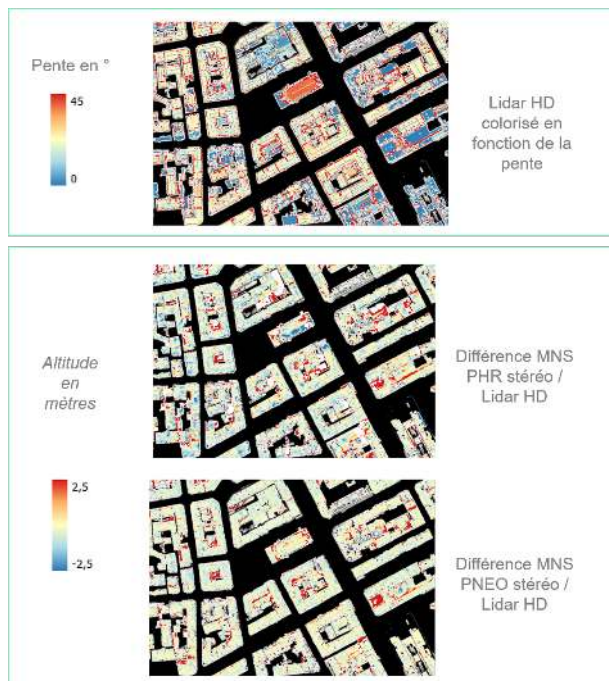 Pente en °
45
0
Lidar HD
colorisé en
fonction de la
pente
Altitude
en
mètres
Différence MNS
PHR stéréo /
Lidar HD
2,5
-2,5
Différence MNS
PNEO stéréo /
Lidar HD